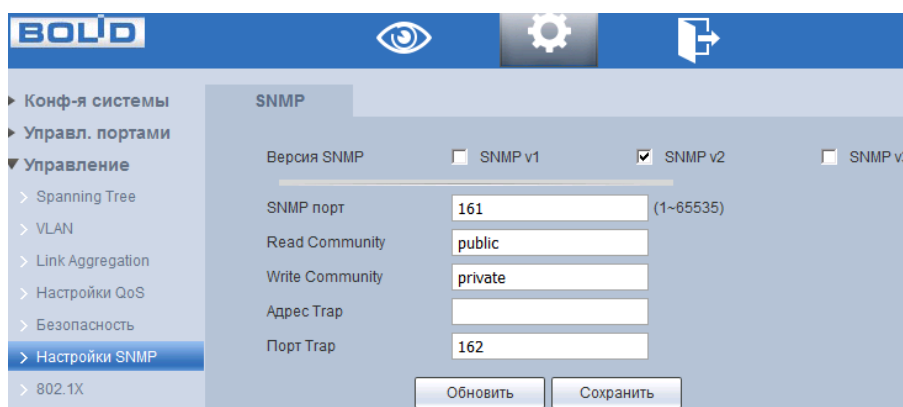 BOLID
Конф-я системы
Управл. портами
Управление
Spanning Tree
VLAN
Link Aggregation
Настройки QoS
Безопасность
Настройки SNMP
802.1X
SNMP
Версия SNMP SNMP v1 SNMP v2 SNMP
SNMP порт 161 (1~65535)
Read Community public
Write Community private
Адрес Trap
Порт Trap 162
Обновить Сохранить